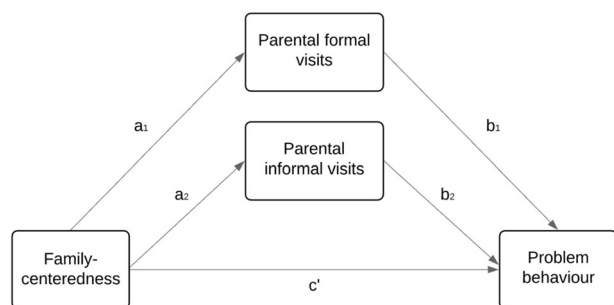 Parental formal
visits
a1
b1
Parental
informal visits
a2
b2
Family-
centeredness
c'
Problem
behaviour